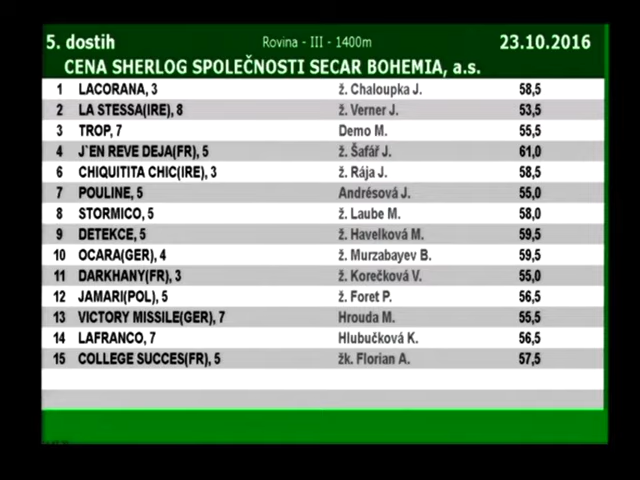 5. dostih Rovina - III - 1400m 23.10.2016
CENA SHERLOG SPOLEČNOSTI SECAR BOHEMIA, a.s.
1 LACORANA, 3 ž. Chaloupka J. 58,5
2 LA STESSA(IRE), 8 ž. Verner J. 53,5
3 TROP, 7 Demo M. 55,5
4 J`EN REVE DEJA(FR), 5 ž. Šafář J. 61,0
6 CHIQUITITA CHIC(IRE), 3 ž. Rája J. 58,5
7 POULINE, 5 Andrésová J. 55,0
8 STORMICO, 5 ž. Laube M. 58,0
9 DETEKCE, 5 ž. Havelková M. 59,5
10 OCARA(GER), 4 ž. Murzabayev B. 59,5
11 DARKHANY(FR), 3 ž. Korečková V. 55,0
12 JAMARI(POL), 5 ž. Foret P. 56,5
13 VICTORY MISSILE(GER), 7 Hrouda M. 55,5
14 LAFRANCO, 7 Hlubučková K. 56,5
15 COLLEGE SUCCES(FR), 5 žk. Florian A. 57,5